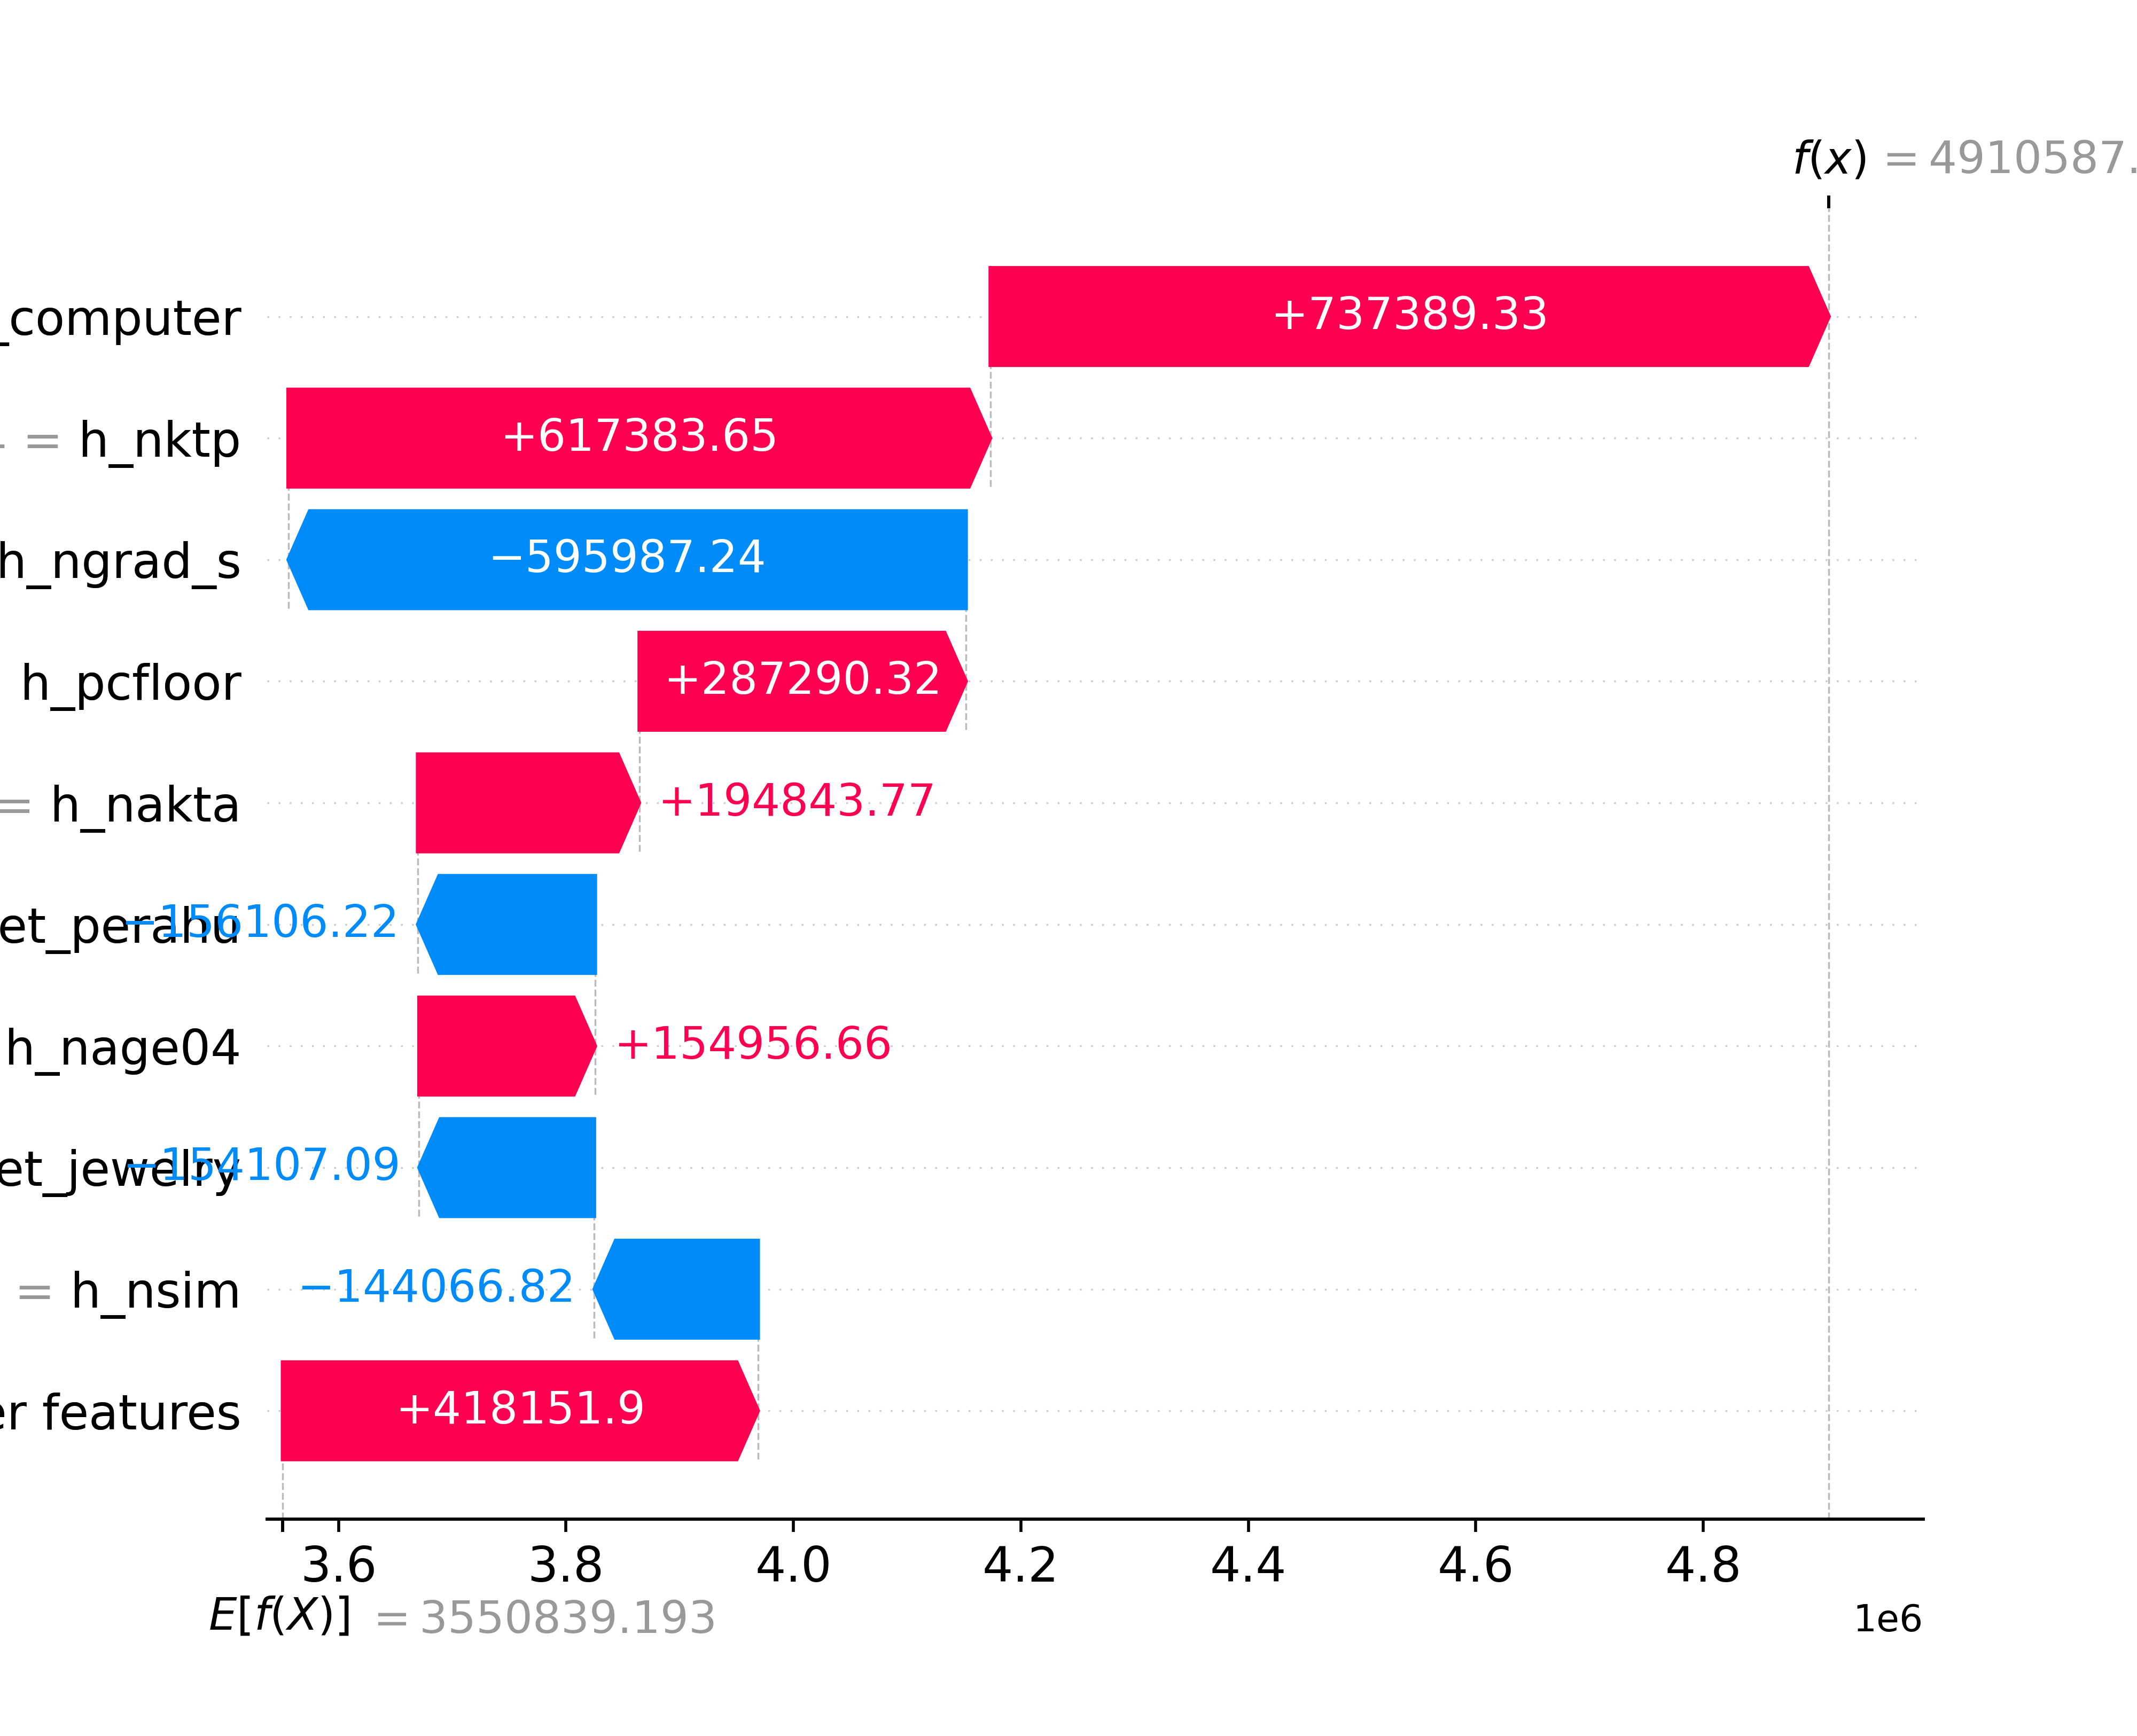 f(x) = 4910587.
_computer
+737389.33
= h_nktp
+617383.65
h_ngrad_s
−595987.24
h_pcfloor
+287290.32
= h_nakta
+194843.77
et_perahu
−156106.22
h_nage04
+154956.66
et_jewelry
−154107.09
= h_nsim
−144066.82
er features
+418151.9
3.6 3.8 4.0 4.2 4.4 4.6 4.8
E[f(X)] = 3550839.193
1e6